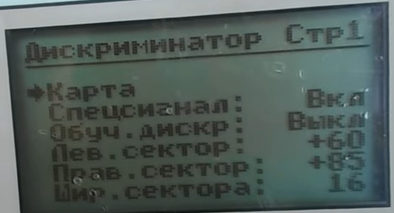 Дискриминатор Стр1
➔Карта
Спецсигнал: Вкл
Обуч.дискр: Выкл
Лев.сектор: +60
Прав.сектор: +85
Шир.сектора: 16